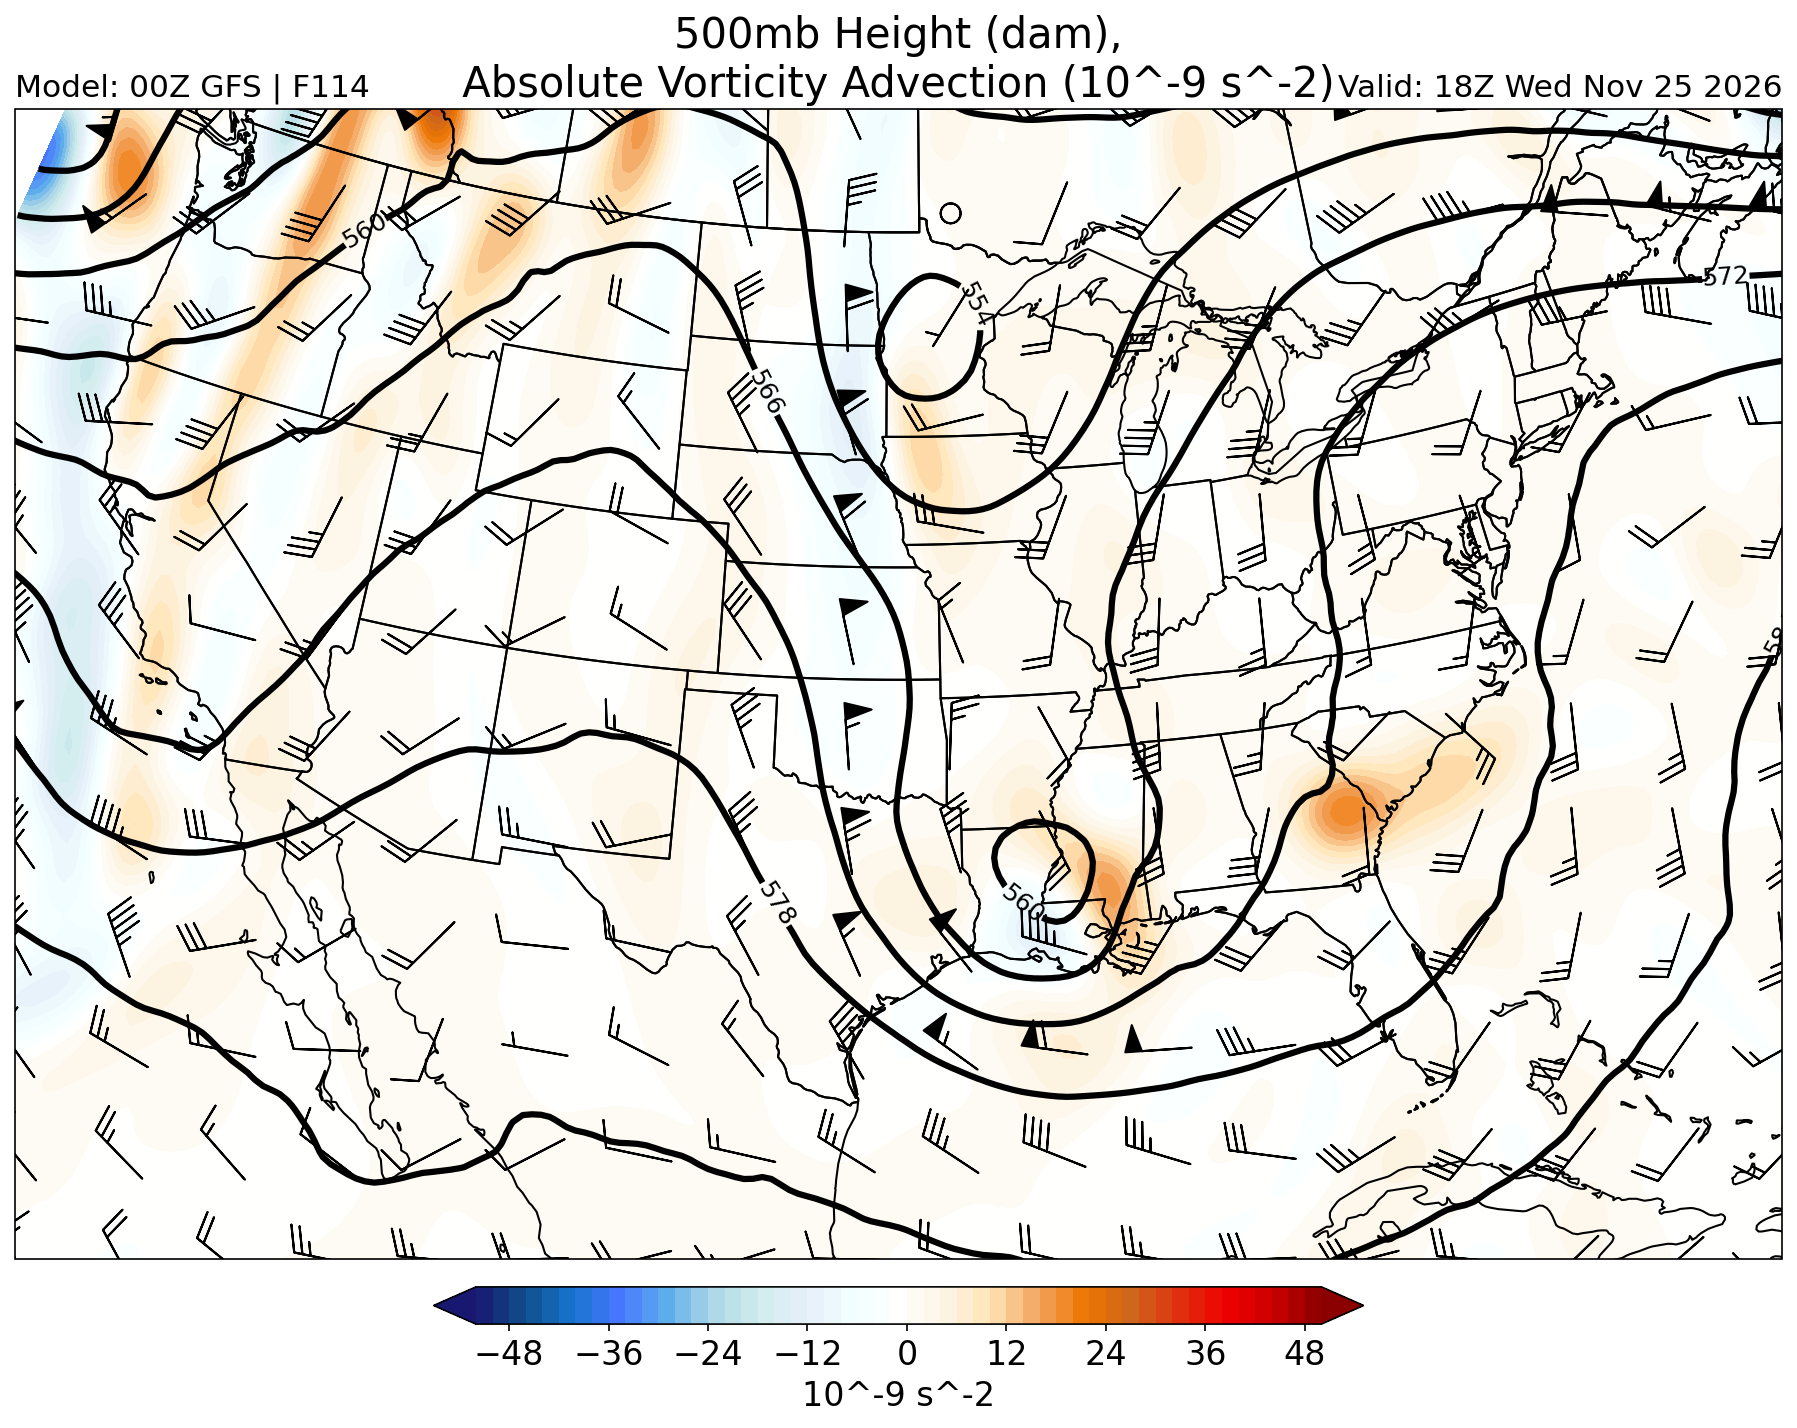 500mb Height (dam),
Absolute Vorticity Advection (10^-9 s^-2)
Model: 00Z GFS | F114
Valid: 18Z Wed Nov 25 2026
560
554
572
566
560
578
−48 −36 −24 −12 0 12 24 36 48
10^-9 s^-2